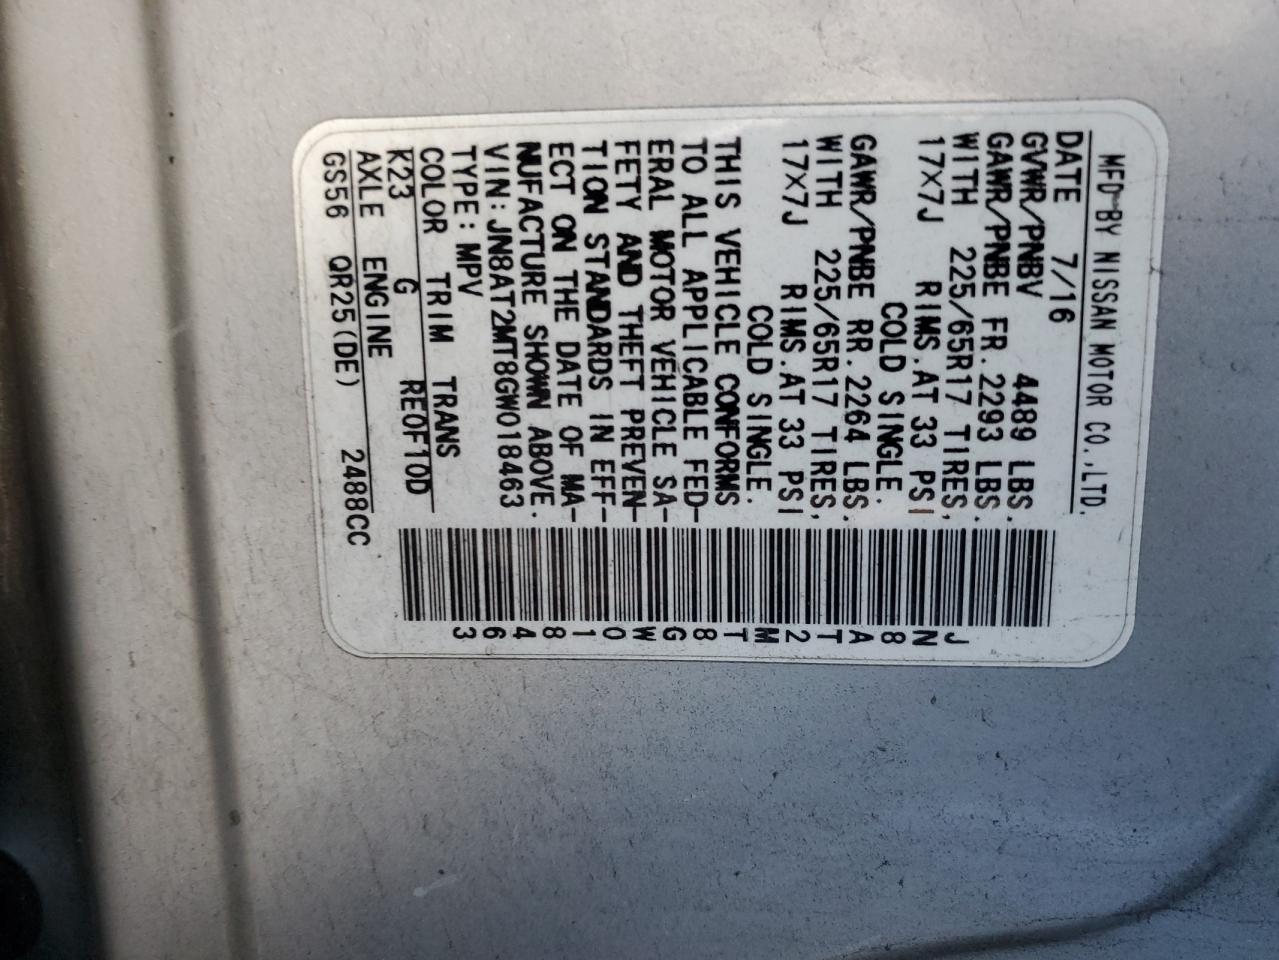 MFD BY NISSAN MOTOR CO.,LTD.
DATE 7/16
GVWR/PNBV 4489 LBS.
GAWR/PNBE FR. 2293 LBS.
WITH 225/65R17 TIRES,
17X7J RIMS.AT 33 PSI
COLD SINGLE.
GAWR/PNBE RR. 2264 LBS.
WITH 225/65R17 TIRES,
17X7J RIMS.AT 33 PSI
COLD SINGLE.
THIS VEHICLE CONFORMS
TO ALL APPLICABLE FED-
ERAL MOTOR VEHICLE SA-
FETY AND THEFT PREVEN-
TION STANDARDS IN EFF-
ECT ON THE DATE OF MA-
NUFACTURE SHOWN ABOVE.
VIN: JN8AT2MT8GW018463
TYPE: MPV
COLOR TRIM TRANS
K23 G RE0F10D
AXLE ENGINE
GS56 QR25(DE) 2488CC
JN8AT2MT8GW018463